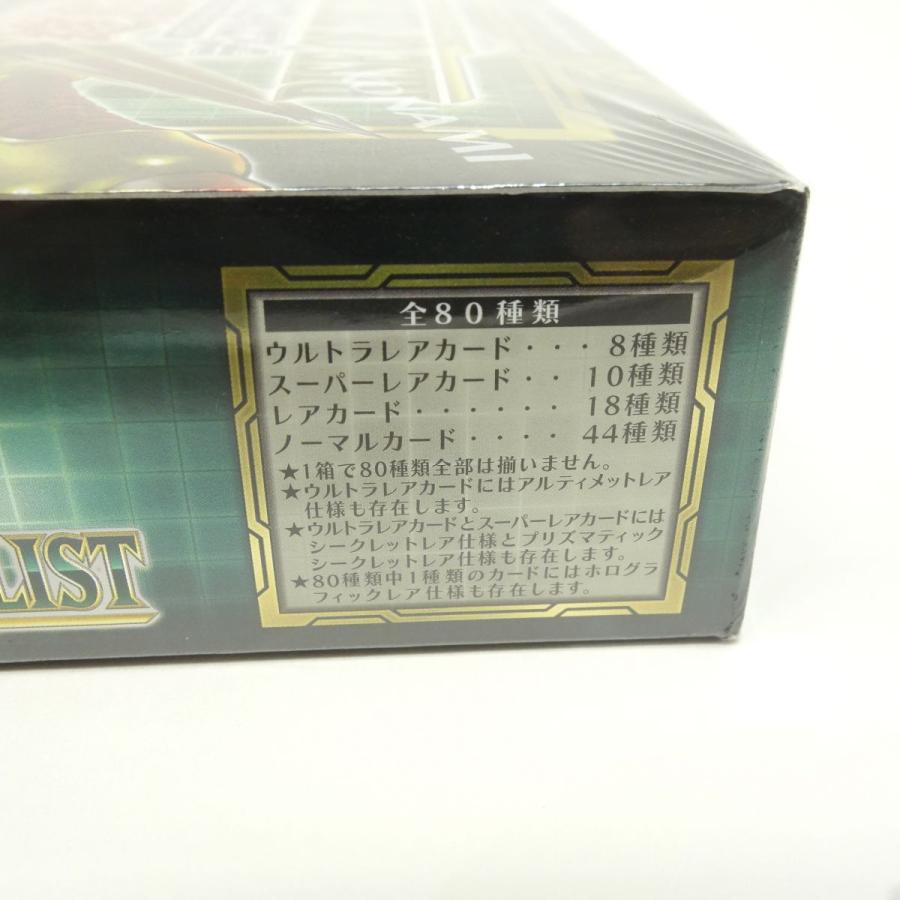 KONAMI
全80種類
ウルトラレアカード・・・8種類
スーパーレアカード・・10種類
レアカード・・・・・・18種類
ノーマルカード・・・・44種類
★1箱で80種類全部は揃いません。
★ウルトラレアカードにはアルティメットレア
仕様も存在します。
★ウルトラレアカードとスーパーレアカードには
シークレットレア仕様とプリズマティック
シークレットレア仕様も存在します。
★80種類中1種類のカードにはホログラ
フィックレア仕様も存在します。
LIST